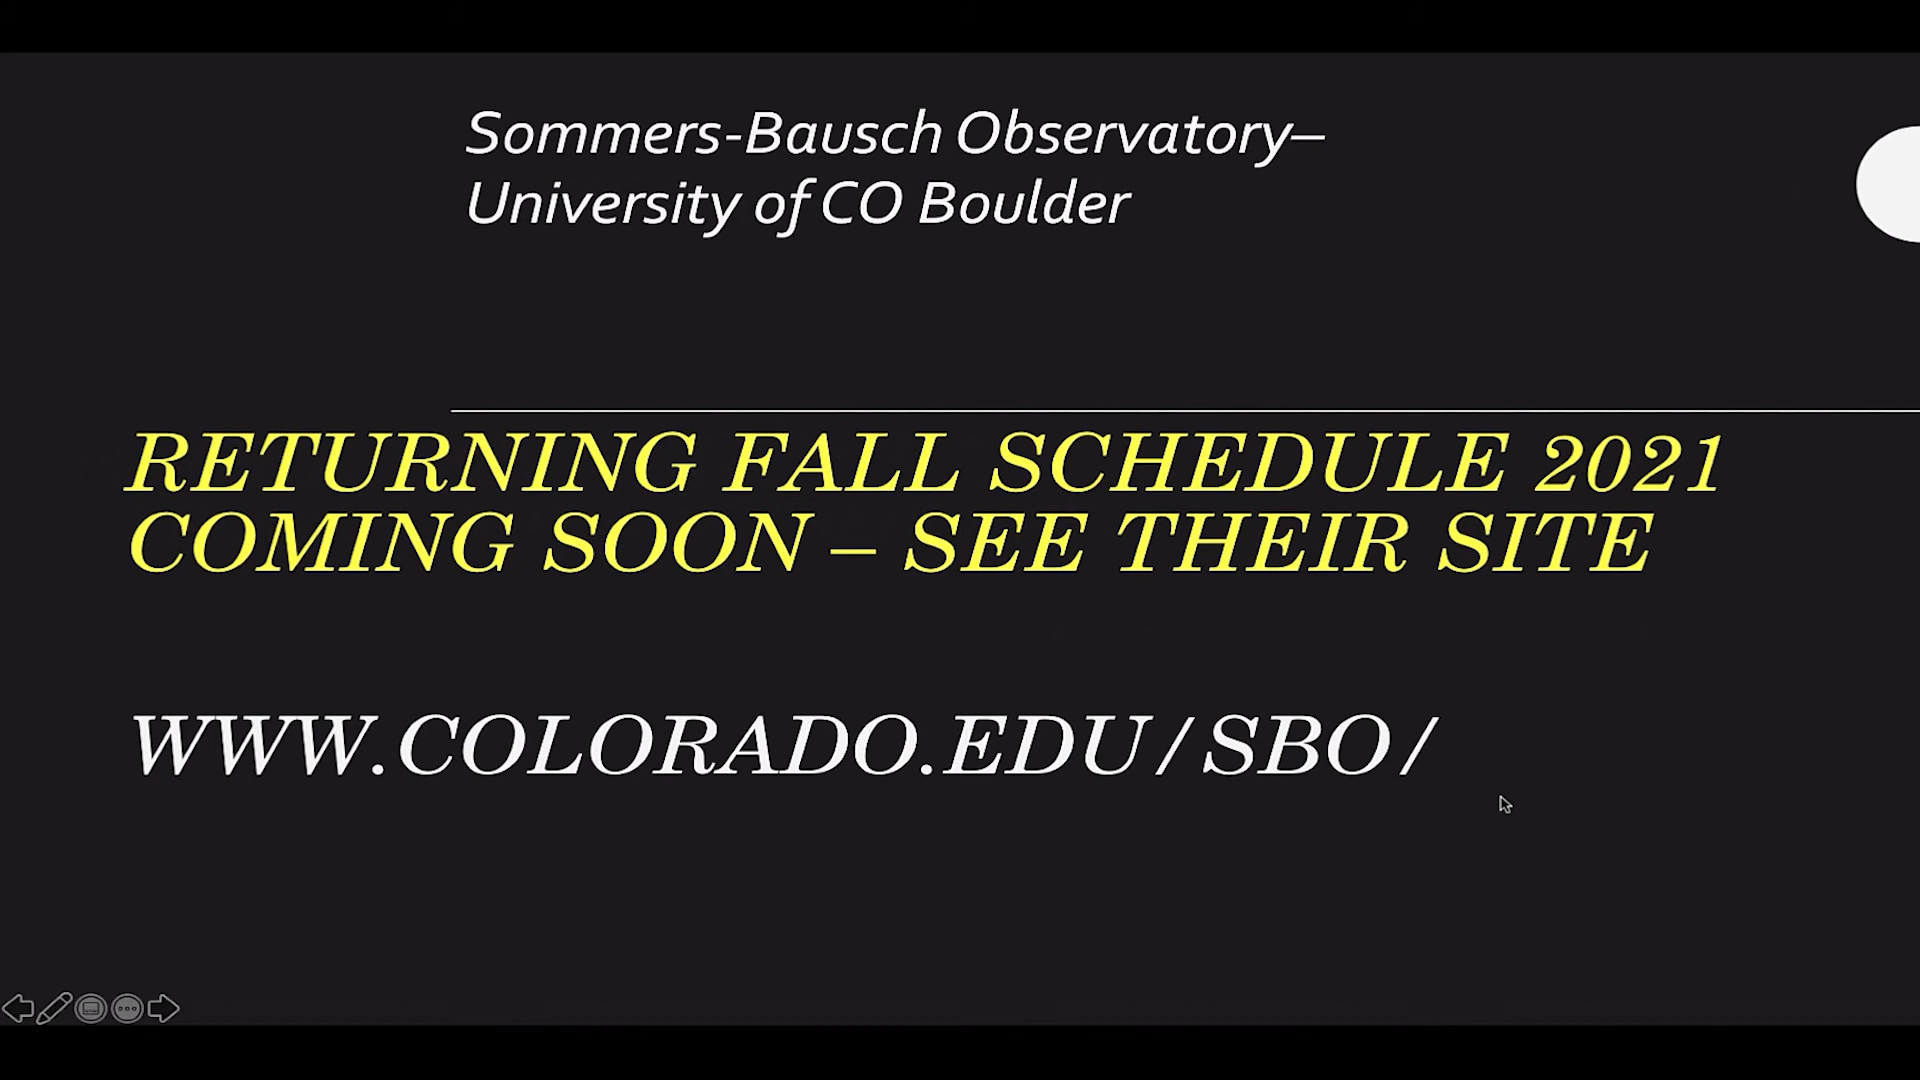 Sommers-Bausch Observatory–
University of CO Boulder
RETURNING FALL SCHEDULE 2021
COMING SOON – SEE THEIR SITE
WWW.COLORADO.EDU/SBO/